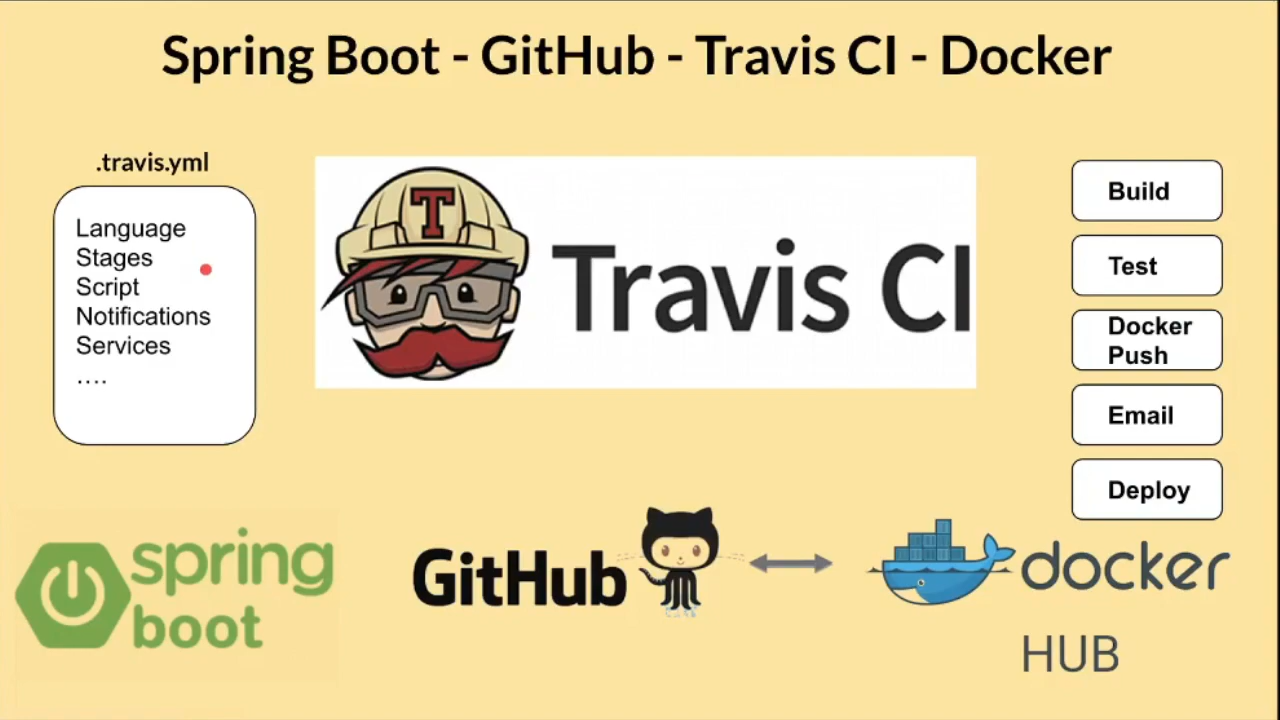 Spring Boot - GitHub - Travis CI - Docker
.travis.yml
Language
Stages
Script
Notifications
Services
....
T
Travis CI
Build
Test
Docker
Push
Email
Deploy
spring
boot
GitHub
docker
HUB